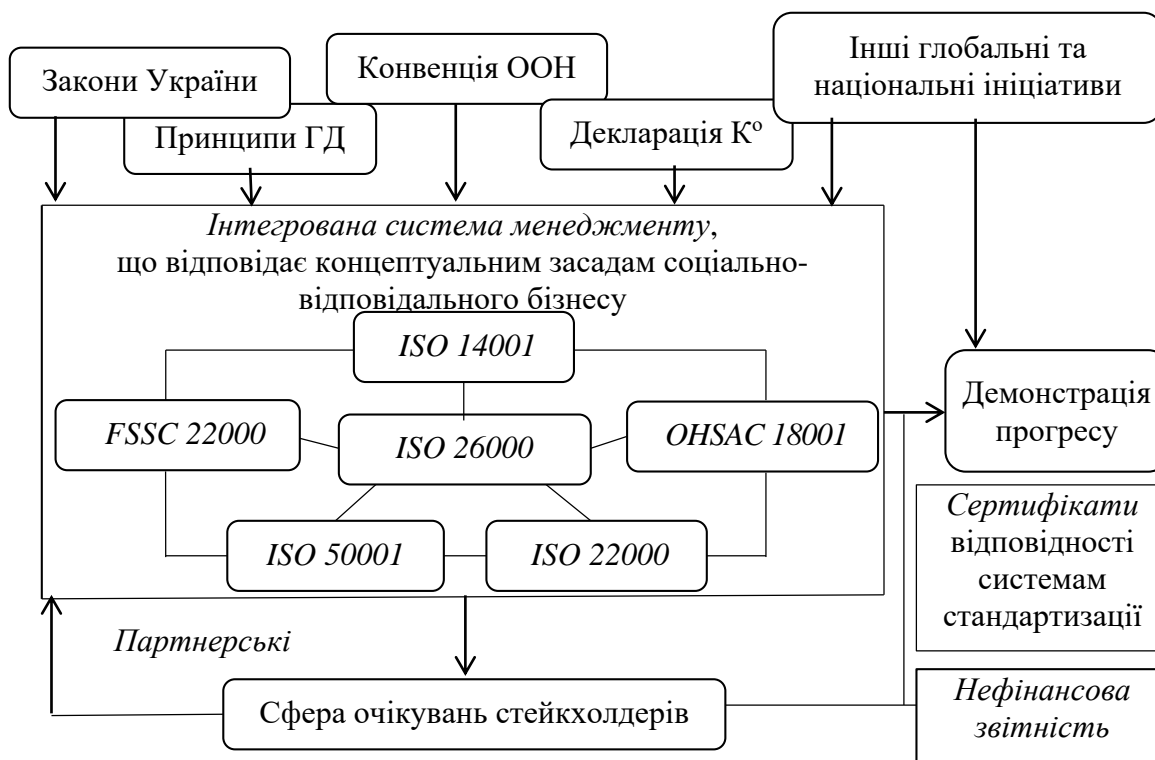 Закони України
Конвенція ООН
Інші глобальні та
національні ініціативи
Принципи ГД
Декларація Кº
Інтегрована система менеджменту,
що відповідає концептуальним засадам соціально-
відповідального бізнесу
ISO 14001
FSSC 22000
ISO 26000
OHSAC 18001
ISO 50001
ISO 22000
Демонстрація
прогресу
Сертифікати
відповідності
системам
стандартизації
Партнерські
Сфера очікувань стейкхолдерів
Нефінансова
звітність